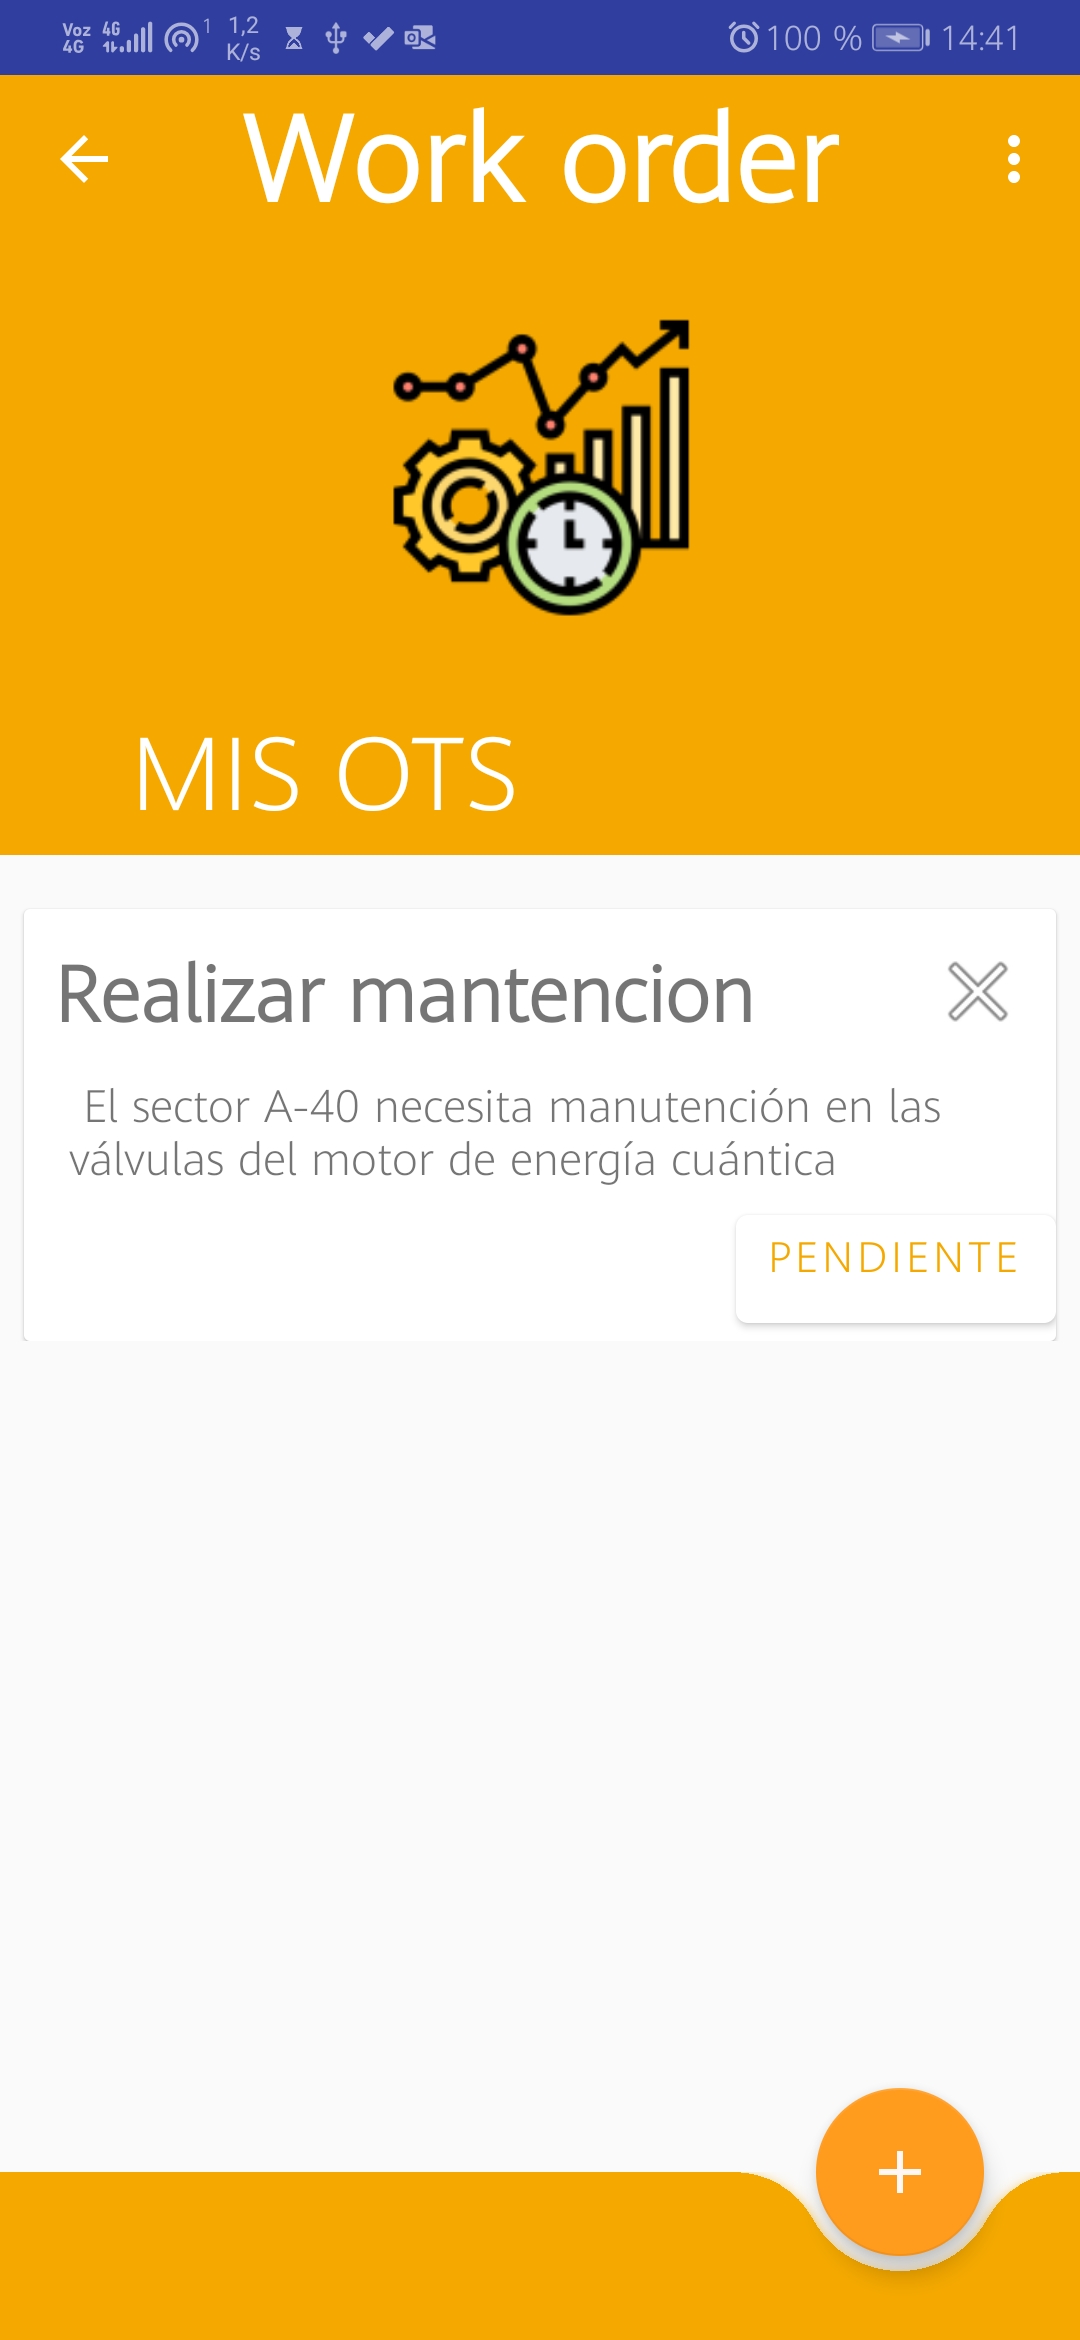 Voz 4G 4G 1 1,2 K/s 100 % 14:41
Work order
MIS OTS
Realizar mantencion
El sector A-40 necesita manutención en las
válvulas del motor de energía cuántica
PENDIENTE